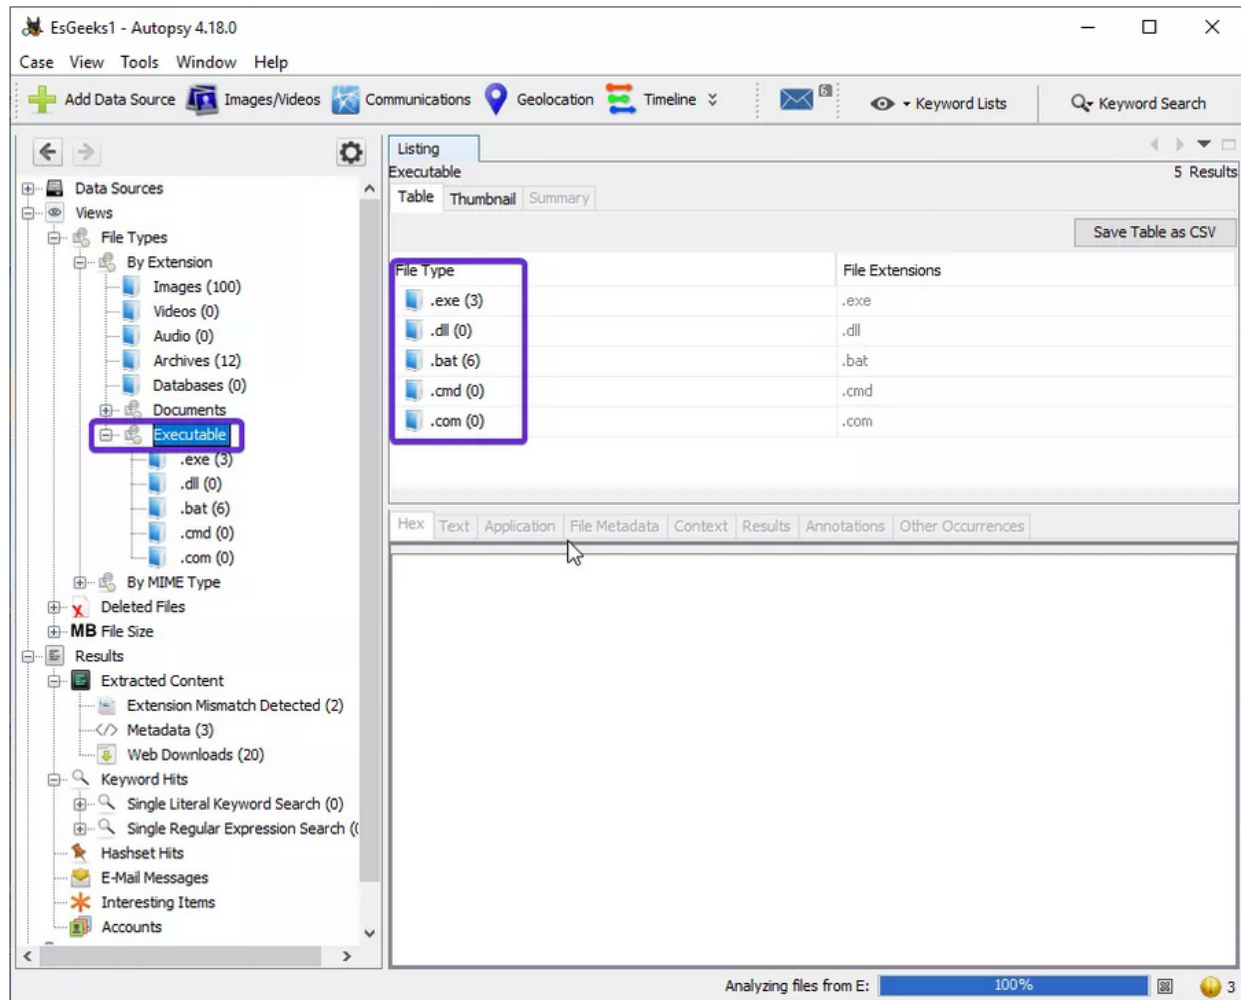 EsGeeks1 - Autopsy 4.18.0
Case View Tools Window Help
Add Data Source Images/Videos Communications Geolocation Timeline Keyword Lists Keyword Search
Listing
Executable 5 Results
Table Thumbnail Summary
Save Table as CSV
File Type File Extensions
.exe (3) .exe
.dll (0) .dll
.bat (6) .bat
.cmd (0) .cmd
.com (0) .com
Data Sources
Views
File Types
By Extension
Images (100)
Videos (0)
Audio (0)
Archives (12)
Databases (0)
Documents
Executable
.exe (3)
.dll (0)
.bat (6)
.cmd (0)
.com (0)
By MIME Type
Deleted Files
MB File Size
Results
Extracted Content
Extension Mismatch Detected (2)
Metadata (3)
Web Downloads (20)
Keyword Hits
Single Literal Keyword Search (0)
Single Regular Expression Search (
Hashset Hits
E-Mail Messages
Interesting Items
Accounts
Hex Text Application File Metadata Context Results Annotations Other Occurrences
Analyzing files from E: 100% 3